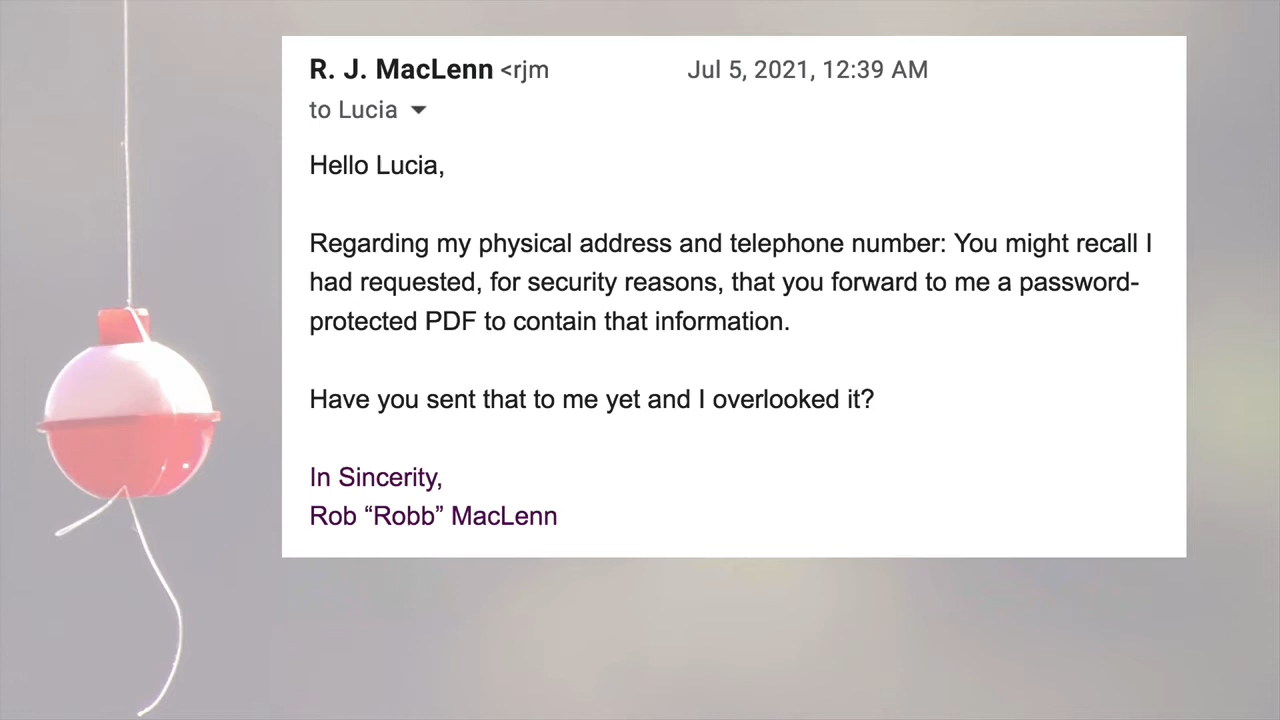 R. J. MacLenn <rjm Jul 5, 2021, 12:39 AM
to Lucia
Hello Lucia,
Regarding my physical address and telephone number: You might recall I
had requested, for security reasons, that you forward to me a password-
protected PDF to contain that information.
Have you sent that to me yet and I overlooked it?
In Sincerity,
Rob “Robb” MacLenn